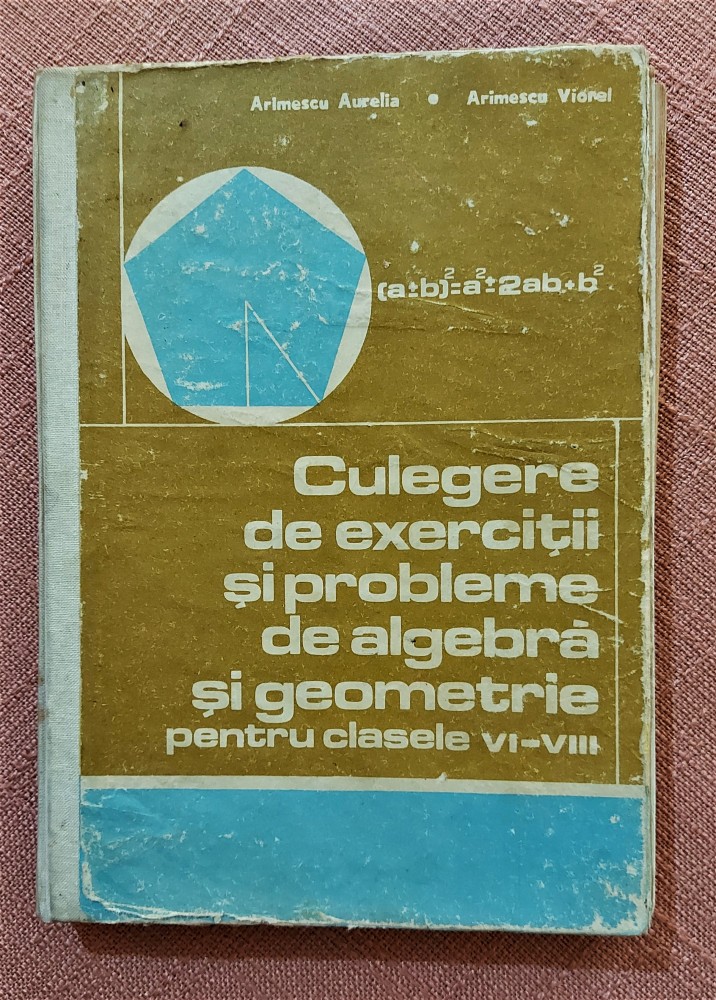 Arimescu Aurelia • Arimescu Viorel
(a±b)²=a²±2ab+b²
Culegere
de exerciții
și probleme
de algebră
și geometrie
pentru clasele VI-VIII